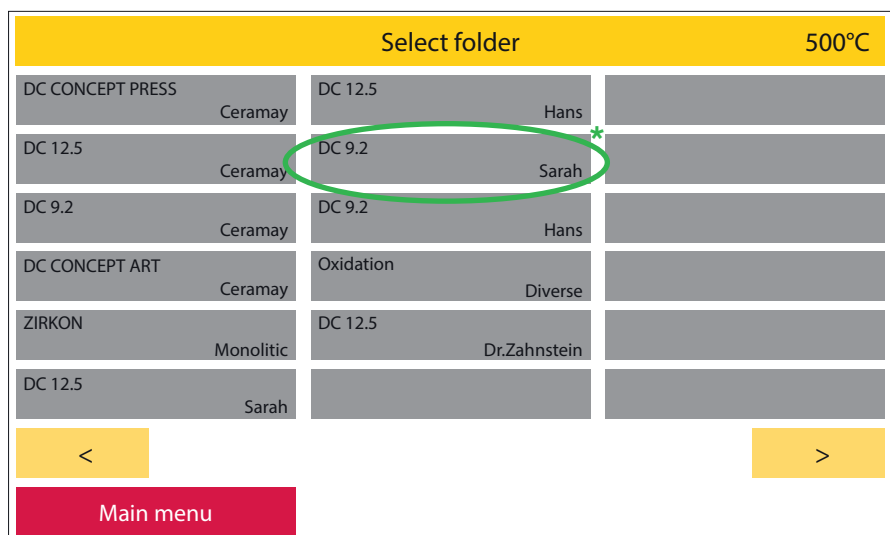 Select folder 500°C
DC CONCEPT PRESS
Ceramay
DC 12.5
Ceramay
DC 9.2
Ceramay
DC CONCEPT ART
Ceramay
ZIRKON
Monolitic
DC 12.5
Sarah
DC 12.5
Hans
*
DC 9.2
Sarah
DC 9.2
Hans
Oxidation
Diverse
DC 12.5
Dr.Zahnstein
< >
Main menu